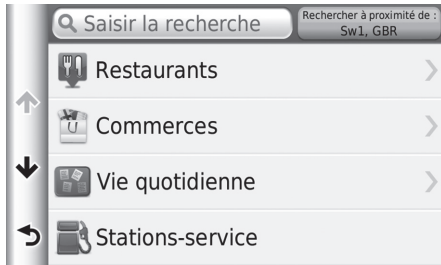 Saisir la recherche
Rechercher à proximité de :
Sw1, GBR
Restaurants
Commerces
Vie quotidienne
Stations-service